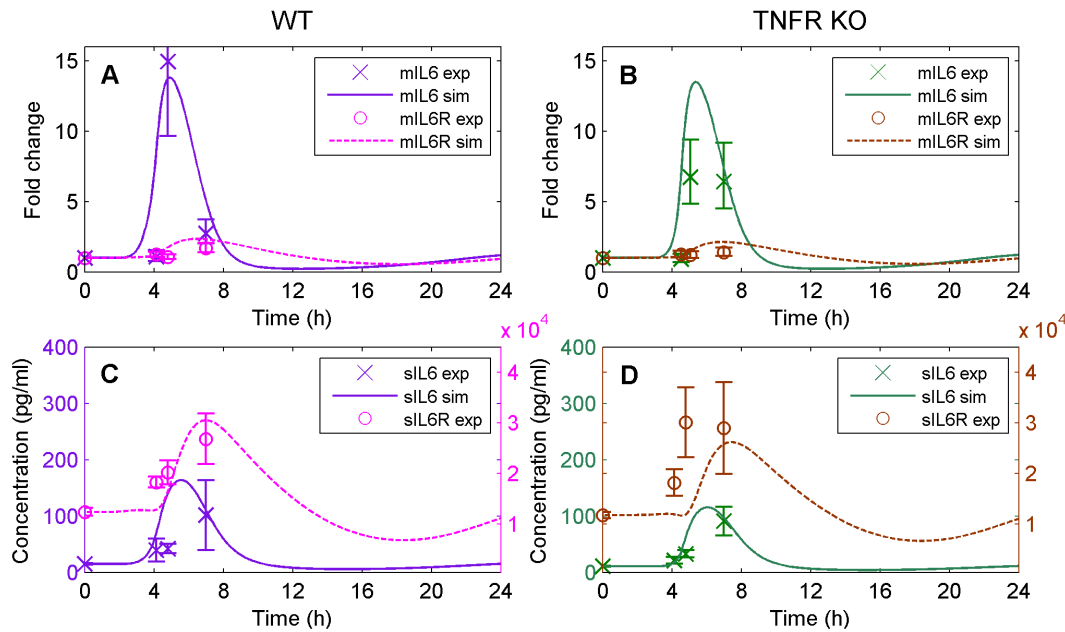 WT
TNFR KO
A
mIL6 exp
mIL6 sim
mIL6R exp
mIL6R sim
Fold change
15
10
5
1
0
0 4 8 12 16 20 24
Time (h)
B
mIL6 exp
mIL6 sim
mIL6R exp
mIL6R sim
Fold change
15
10
5
1
0
0 4 8 12 16 20 24
Time (h)
C
sIL6 exp
sIL6 sim
sIL6R exp
Concentration (pg/ml)
400
300
200
100
0
x 10^4
4
3
2
1
0 4 8 12 16 20 24
Time (h)
D
sIL6 exp
sIL6 sim
sIL6R exp
Concentration (pg/ml)
400
300
200
100
0
x 10^4
4
3
2
1
0 4 8 12 16 20 24
Time (h)